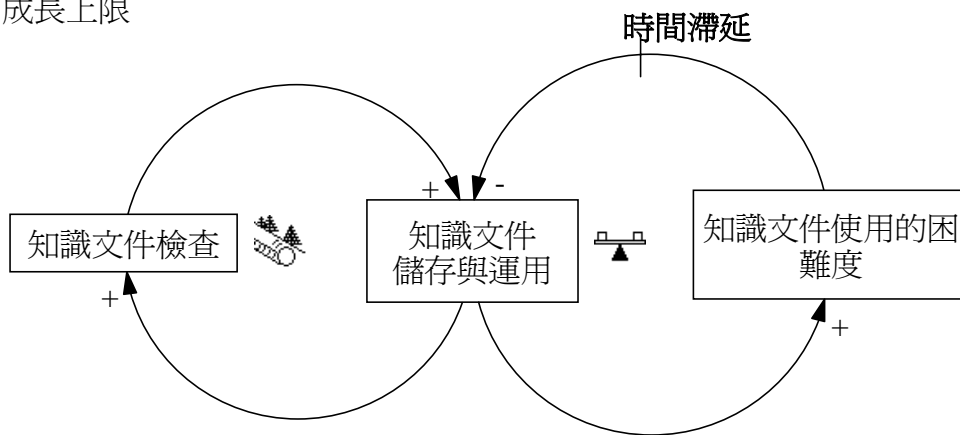 成長上限
時間滯延
+
-
知識文件檢查
知識文件
儲存與運用
知識文件使用的困
難度
+
+